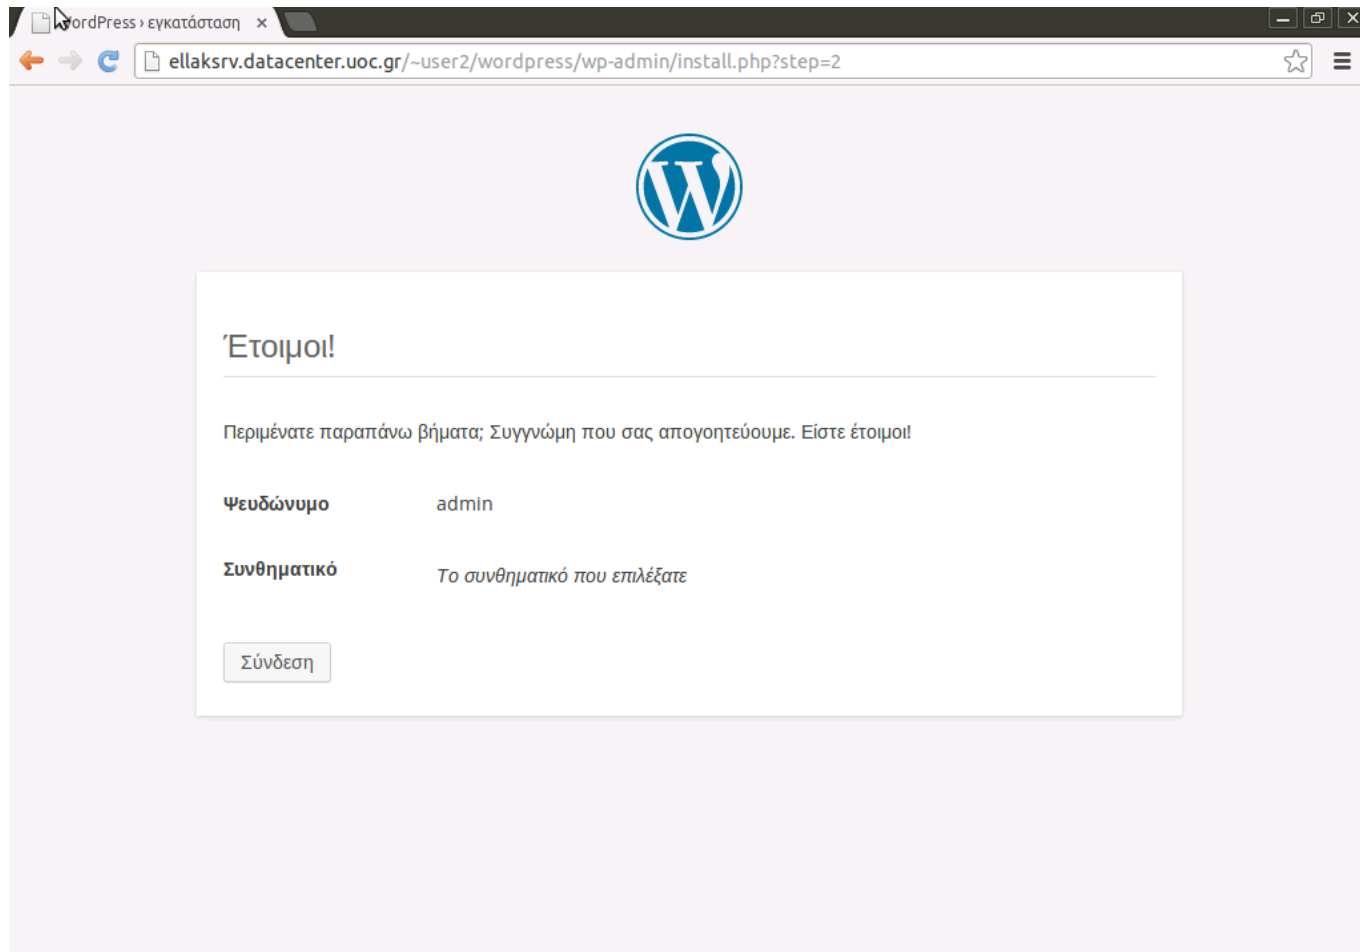 WordPress › εγκατάσταση
ellaksrv.datacenter.uoc.gr/~user2/wordpress/wp-admin/install.php?step=2
Έτοιμοι!
Περιμένατε παραπάνω βήματα; Συγγνώμη που σας απογοητεύουμε. Είστε έτοιμοι!
Ψευδώνυμο admin
Συνθηματικό Το συνθηματικό που επιλέξατε
Σύνδεση